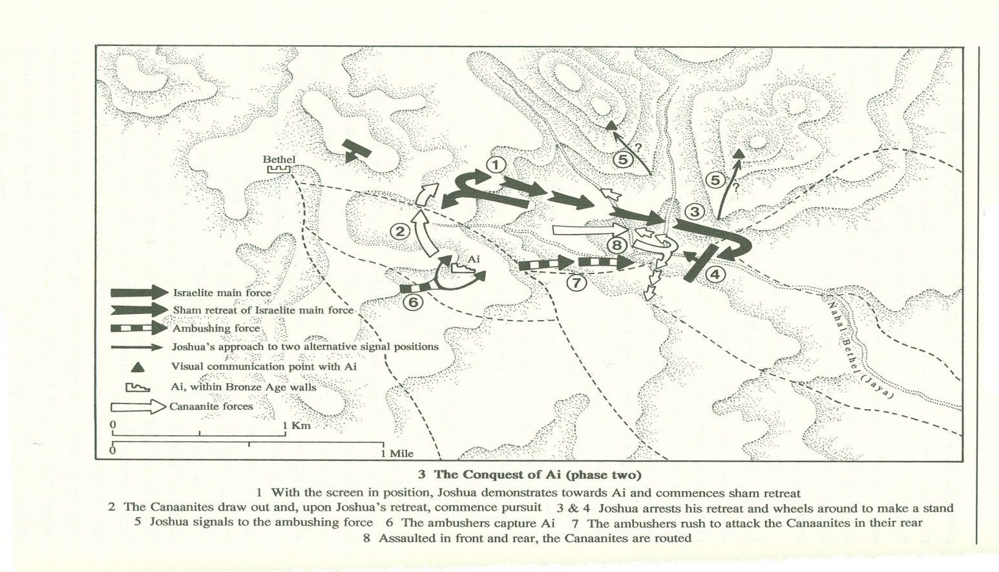 1
5
?
Bethel
5
?
3
2
8
Ai
4
7
6
Israelite main force
Sham retreat of Israelite main force
Ambushing force
Joshua's approach to two alternative signal positions
Visual communication point with Ai
Ai, within Bronze Age walls
Canaanite forces
Nahal Bethel (Jaya)
0 1 Km
0 1 Mile
3 The Conquest of Ai (phase two)
1 With the screen in position, Joshua demonstrates towards Ai and commences sham retreat
2 The Canaanites draw out and, upon Joshua's retreat, commence pursuit 3 & 4 Joshua arrests his retreat and wheels around to make a stand
5 Joshua signals to the ambushing force 6 The ambushers capture Ai 7 The ambushers rush to attack the Canaanites in their rear
8 Assaulted in front and rear, the Canaanites are routed